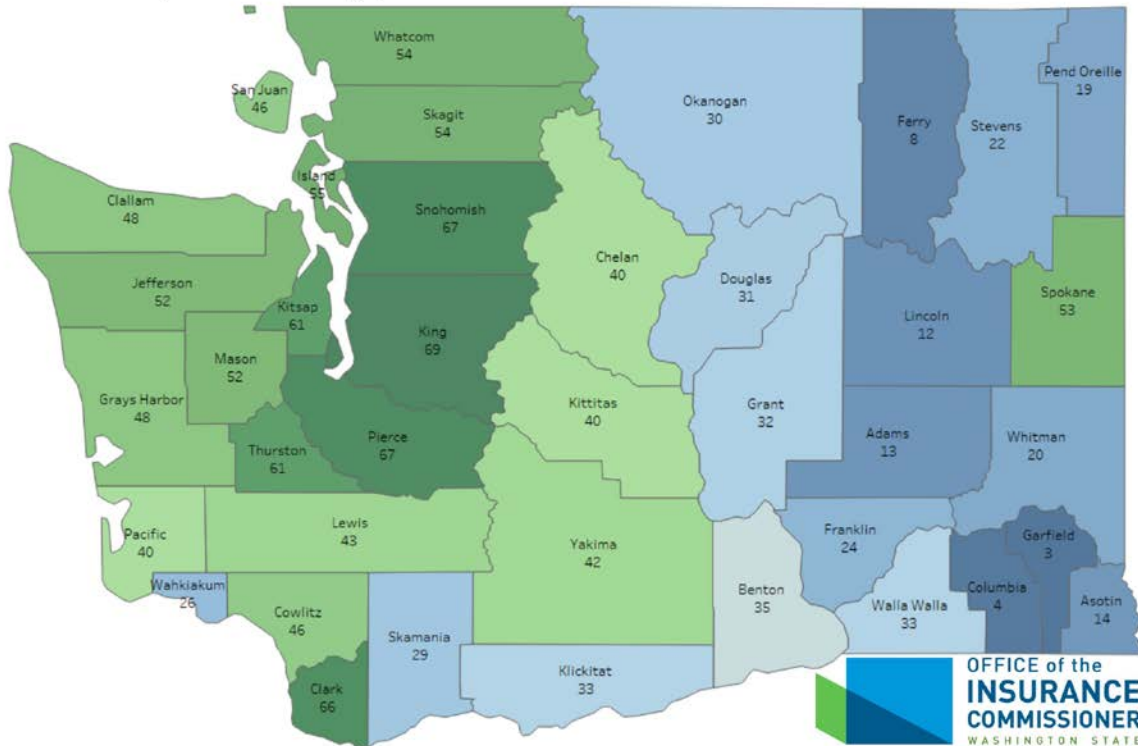 Whatcom
54
San Juan
46
Skagit
54
Okanogan
30
Ferry
8
Stevens
22
Pend Oreille
19
Island
55
Clallam
48
Snohomish
67
Chelan
40
Douglas
31
Jefferson
52
Kitsap
61
King
69
Lincoln
12
Spokane
53
Mason
52
Grays Harbor
48
Kittitas
40
Grant
32
Adams
13
Whitman
20
Thurston
61
Pierce
67
Pacific
40
Lewis
43
Yakima
42
Franklin
24
Garfield
3
Wahkiakum
26
Cowlitz
46
Skamania
29
Benton
35
Walla Walla
33
Columbia
4
Asotin
14
Klickitat
33
Clark
66
OFFICE of the
INSURANCE
COMMISSIONER
WASHINGTON STATE